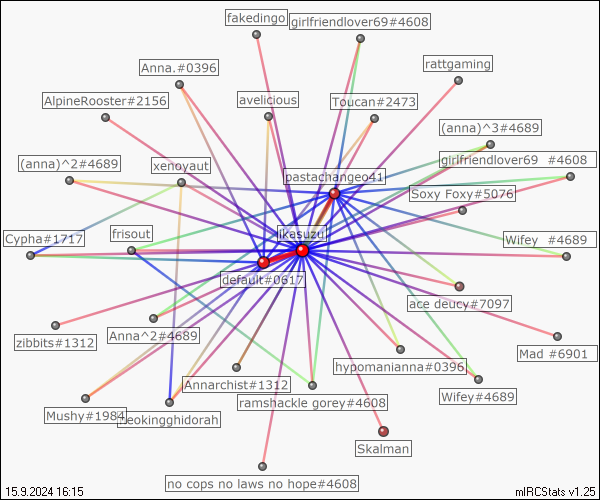 fakedingo
girlfriendlover69#4608
Anna.#0396
rattgaming
AlpineRooster#2156
avelicious
Toucan#2473
(anna)^3#4689
(anna)^2#4689
xenoyaut
girlfriendlover69 #4608
pastachangeo41
Soxy Foxy#5076
Cypha#1717
frisout
ikasuzu
Wifey #4689
default#0617
ace deucy#7097
zibbits#1312
Anna^2#4689
Mad #6901
hypomanianna#0396
Annarchist#1312
Mushy#1984
neokingghidorah
ramshackle gorey#4608
Wifey#4689
Skalman
no cops no laws no hope#4608
15.9.2024 16:15
mIRCStats v1.25